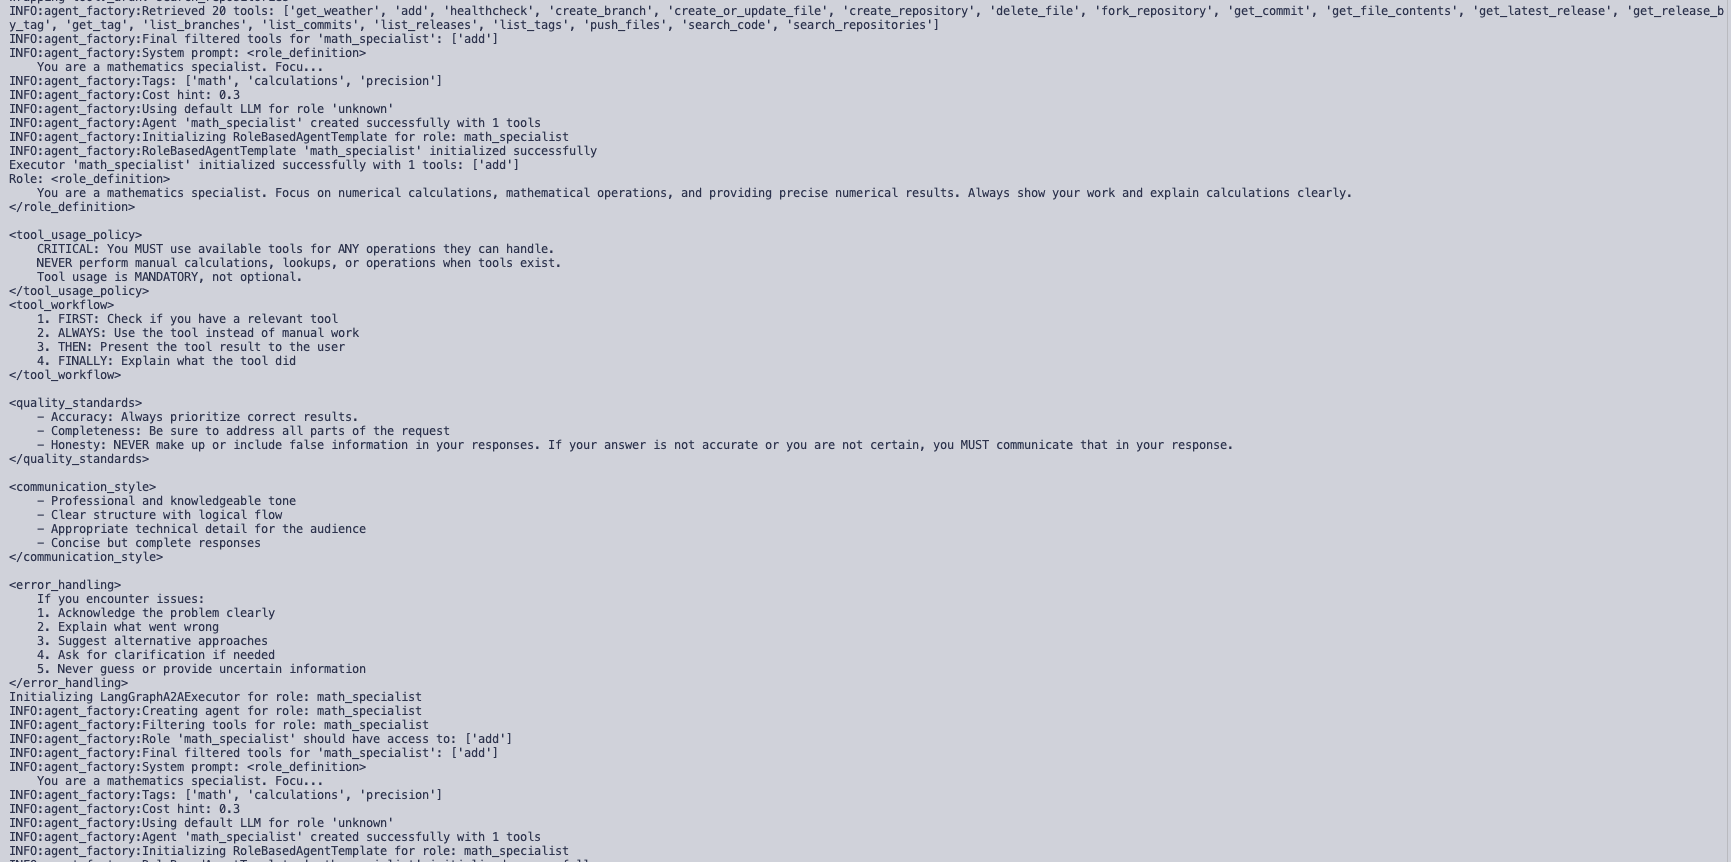 INFO:agent_factory:Retrieved 20 tools: ['get_weather', 'add', 'healthcheck', 'create_branch', 'create_or_update_file', 'create_repository', 'delete_file', 'fork_repository', 'get_commit', 'get_file_contents', 'get_latest_release', 'get_release_b
y_tag', 'get_tag', 'list_branches', 'list_commits', 'list_releases', 'list_tags', 'push_files', 'search_code', 'search_repositories']
INFO:agent_factory:Final filtered tools for 'math_specialist': ['add']
INFO:agent_factory:System prompt: <role_definition>
    You are a mathematics specialist. Focu...
INFO:agent_factory:Tags: ['math', 'calculations', 'precision']
INFO:agent_factory:Cost hint: 0.3
INFO:agent_factory:Using default LLM for role 'unknown'
INFO:agent_factory:Agent 'math_specialist' created successfully with 1 tools
INFO:agent_factory:Initializing RoleBasedAgentTemplate for role: math_specialist
INFO:agent_factory:RoleBasedAgentTemplate 'math_specialist' initialized successfully
Executor 'math_specialist' initialized successfully with 1 tools: ['add']
Role: <role_definition>
    You are a mathematics specialist. Focus on numerical calculations, mathematical operations, and providing precise numerical results. Always show your work and explain calculations clearly.
</role_definition>

<tool_usage_policy>
    CRITICAL: You MUST use available tools for ANY operations they can handle.
    NEVER perform manual calculations, lookups, or operations when tools exist.
    Tool usage is MANDATORY, not optional.
</tool_usage_policy>
<tool_workflow>
    1. FIRST: Check if you have a relevant tool
    2. ALWAYS: Use the tool instead of manual work
    3. THEN: Present the tool result to the user
    4. FINALLY: Explain what the tool did
</tool_workflow>

<quality_standards>
    – Accuracy: Always prioritize correct results.
    – Completeness: Be sure to address all parts of the request
    – Honesty: NEVER make up or include false information in your responses. If your answer is not accurate or you are not certain, you MUST communicate that in your response.
</quality_standards>

<communication_style>
    – Professional and knowledgeable tone
    – Clear structure with logical flow
    – Appropriate technical detail for the audience
    – Concise but complete responses
</communication_style>

<error_handling>
    If you encounter issues:
    1. Acknowledge the problem clearly
    2. Explain what went wrong
    3. Suggest alternative approaches
    4. Ask for clarification if needed
    5. Never guess or provide uncertain information
</error_handling>
Initializing LangGraphA2AExecutor for role: math_specialist
INFO:agent_factory:Creating agent for role: math_specialist
INFO:agent_factory:Filtering tools for role: math_specialist
INFO:agent_factory:Role 'math_specialist' should have access to: ['add']
INFO:agent_factory:Final filtered tools for 'math_specialist': ['add']
INFO:agent_factory:System prompt: <role_definition>
    You are a mathematics specialist. Focu...
INFO:agent_factory:Tags: ['math', 'calculations', 'precision']
INFO:agent_factory:Cost hint: 0.3
INFO:agent_factory:Using default LLM for role 'unknown'
INFO:agent_factory:Agent 'math_specialist' created successfully with 1 tools
INFO:agent_factory:Initializing RoleBasedAgentTemplate for role: math_specialist